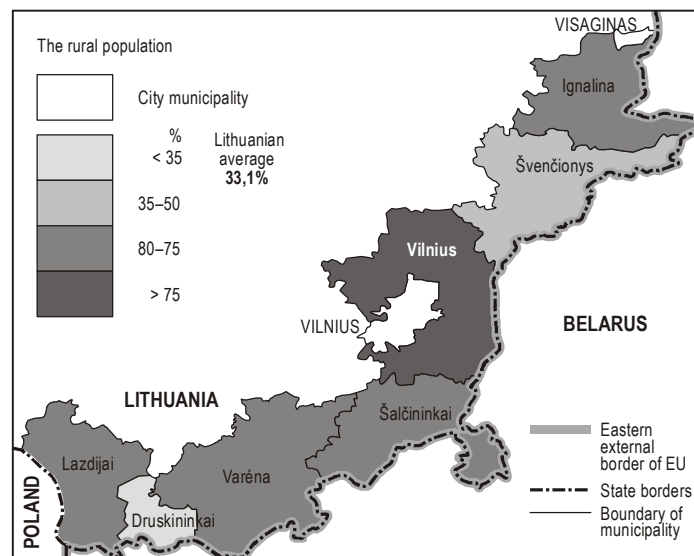 The rural population
City municipality
%
< 35
Lithuanian
average
33,1%
35–50
80–75
> 75
VISAGINAS
Ignalina
Švenčionys
Vilnius
VILNIUS
BELARUS
LITHUANIA
Šalčininkai
Lazdijai
Varéna
Druskininkai
POLAND
Eastern
external
border of EU
State borders
Boundary of
municipality